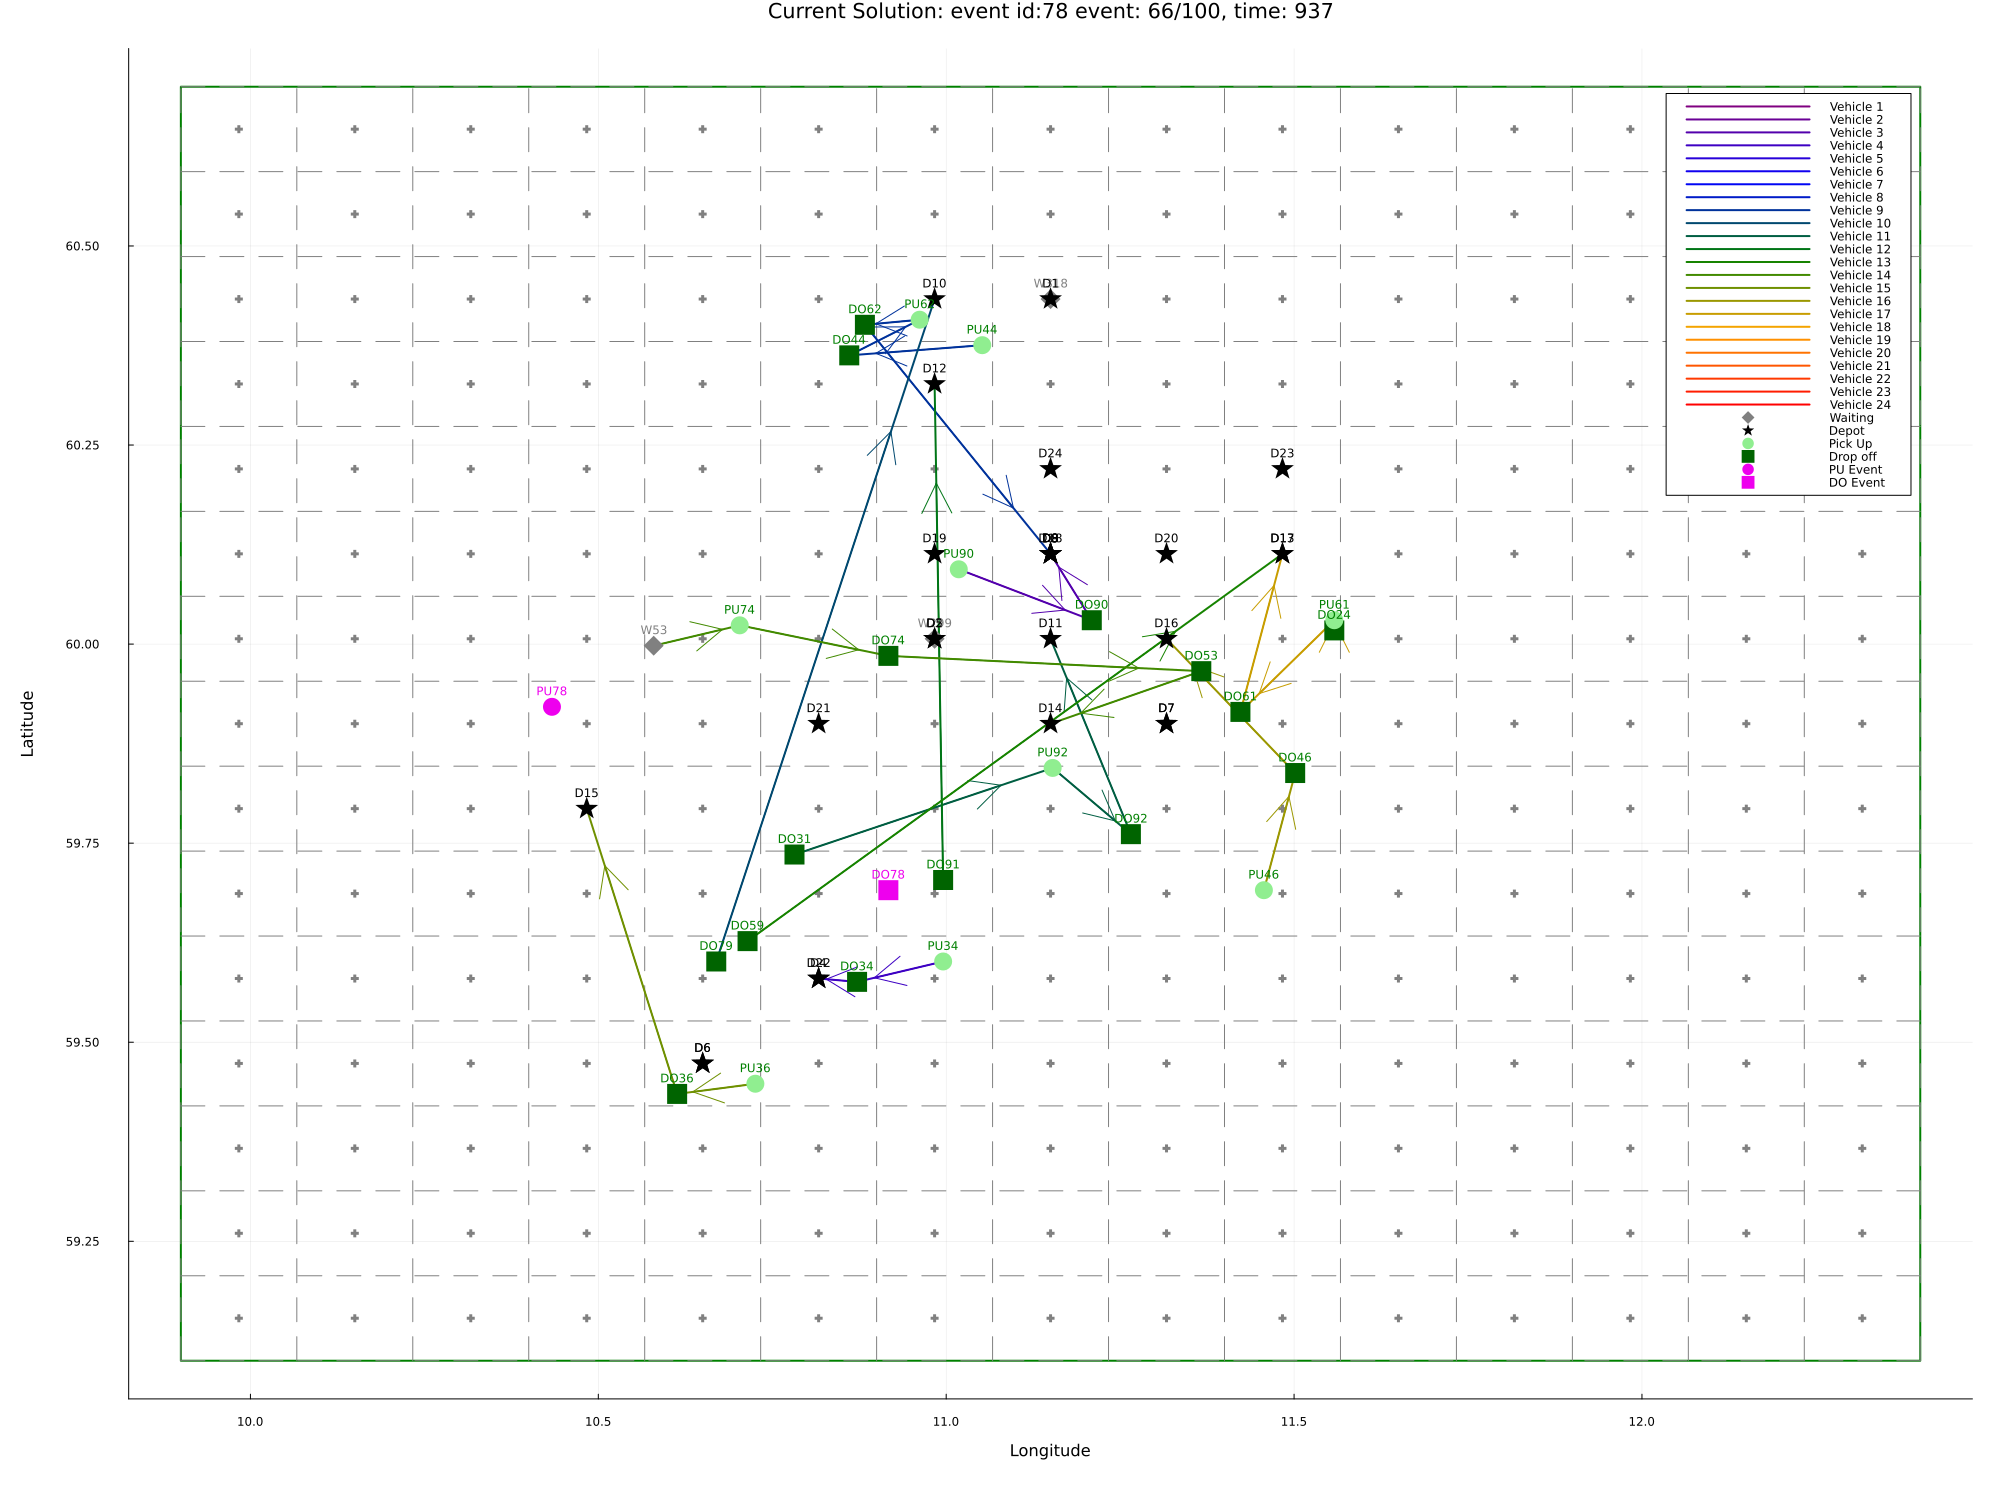 Current Solution: event id:78 event: 66/100, time: 937
Vehicle 1
Vehicle 2
Vehicle 3
Vehicle 4
Vehicle 5
Vehicle 6
Vehicle 7
Vehicle 8
Vehicle 9
Vehicle 10
Vehicle 11
Vehicle 12
Vehicle 13
Vehicle 14
Vehicle 15
Vehicle 16
Vehicle 17
Vehicle 18
Vehicle 19
Vehicle 20
Vehicle 21
Vehicle 22
Vehicle 23
Vehicle 24
Waiting
Depot
Pick Up
Drop off
PU Event
DO Event
60.50
D10
D1
DO62
PU44
DO44
D12
60.25
D24
D23
D19
D20
PU90
DO90
PU61
DO24
PU74
W53
D11
D16
DO74
60.00
DO53
PU78
DO61
D21
D14
D7
PU92
DO46
D15
DO92
DO31
59.75
DO91
DO78
PU46
DO59
DO79
PU34
DO34
D6
59.50
PU36
DO36
59.25
10.0
10.5
11.0
11.5
12.0
Latitude
Longitude